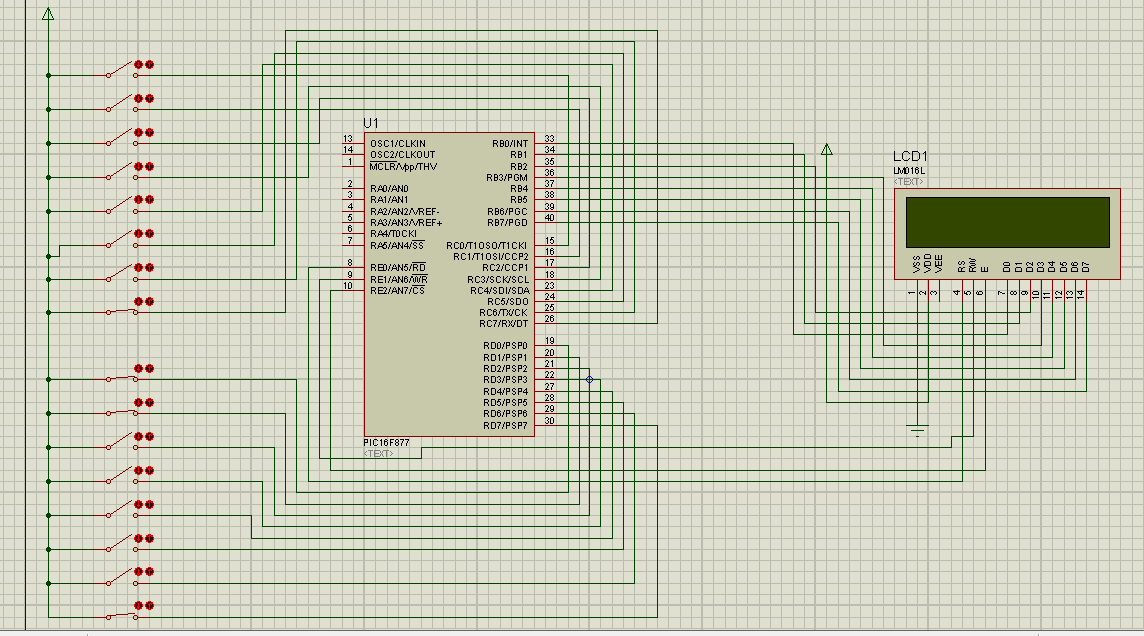 U1
13 OSC1/CLKIN RB0/INT 33
14 OSC2/CLKOUT RB1 34
1 MCLR/Vpp/THV RB2 35
RB3/PGM 36
2 RA0/AN0 RB4 37
3 RA1/AN1 RB5 38
4 RA2/AN2/VREF- RB6/PGC 39
5 RA3/AN3/VREF+ RB7/PGD 40
6 RA4/T0CKI
7 RA5/AN4/SS RC0/T1OSO/T1CKI 15
RC1/T1OSI/CCP2 16
8 RE0/AN5/RD RC2/CCP1 17
9 RE1/AN6/WR RC3/SCK/SCL 18
10 RE2/AN7/CS RC4/SDI/SDA 23
RC5/SDO 24
RC6/TX/CK 25
RC7/RX/DT 26
RD0/PSP0 19
RD1/PSP1 20
RD2/PSP2 21
RD3/PSP3 22
RD4/PSP4 27
RD5/PSP5 28
RD6/PSP6 29
RD7/PSP7 30
PIC16F877
<TEXT>
LCD1
LM016L
<TEXT>
VSS VDD VEE RS RW E D0 D1 D2 D3 D4 D5 D6 D7
1 2 3 4 5 6 7 8 9 10 11 12 13 14